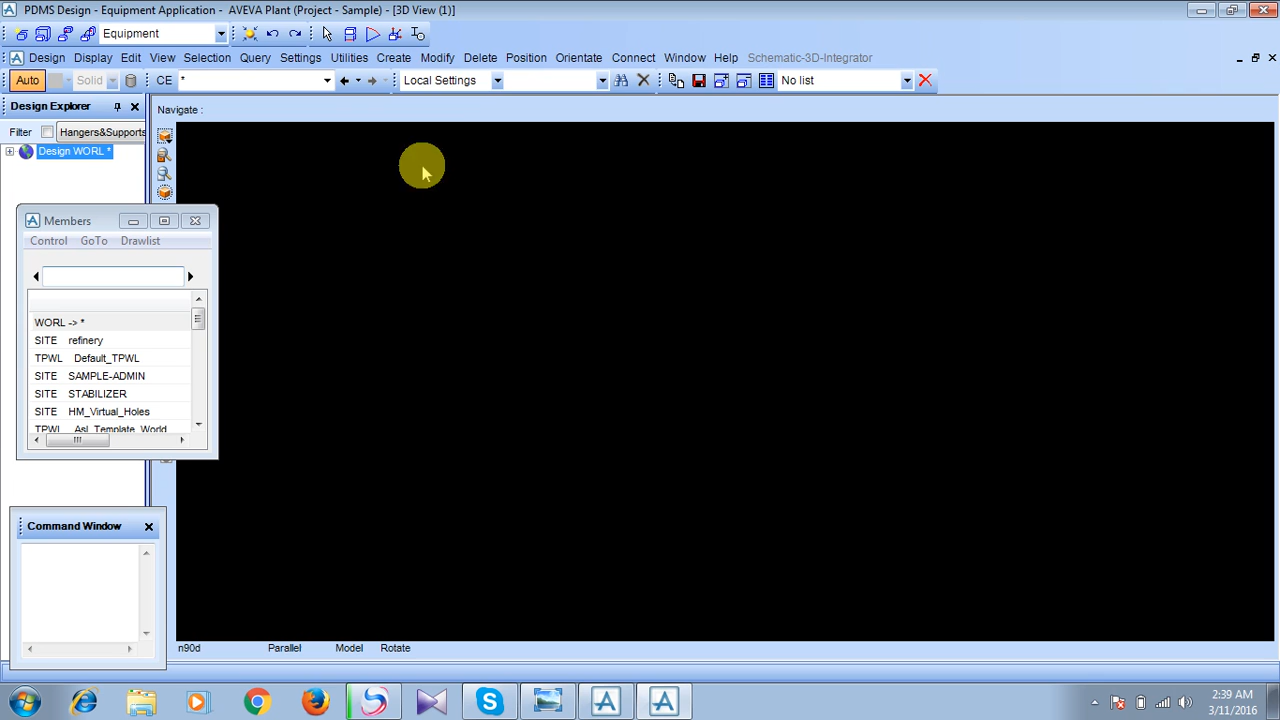 PDMS Design - Equipment Application - AVEVA Plant (Project - Sample) - [3D View (1)]
Equipment
Design Display Edit View Selection Query Settings Utilities Create Modify Delete Position Orientate Connect Window Help Schematic-3D-Integrator
Auto Solid CE * Local Settings No list
Design Explorer
Navigate :
Filter Hangers&Supports
Design WORL *
Members
Control GoTo Drawlist
WORL -> *
SITE refinery
TPWL Default_TPWL
SITE SAMPLE-ADMIN
SITE STABILIZER
SITE HM_Virtual_Holes
TPWL Asl_Template_World
Command Window
n90d Parallel Model Rotate
2:39 AM
3/11/2016